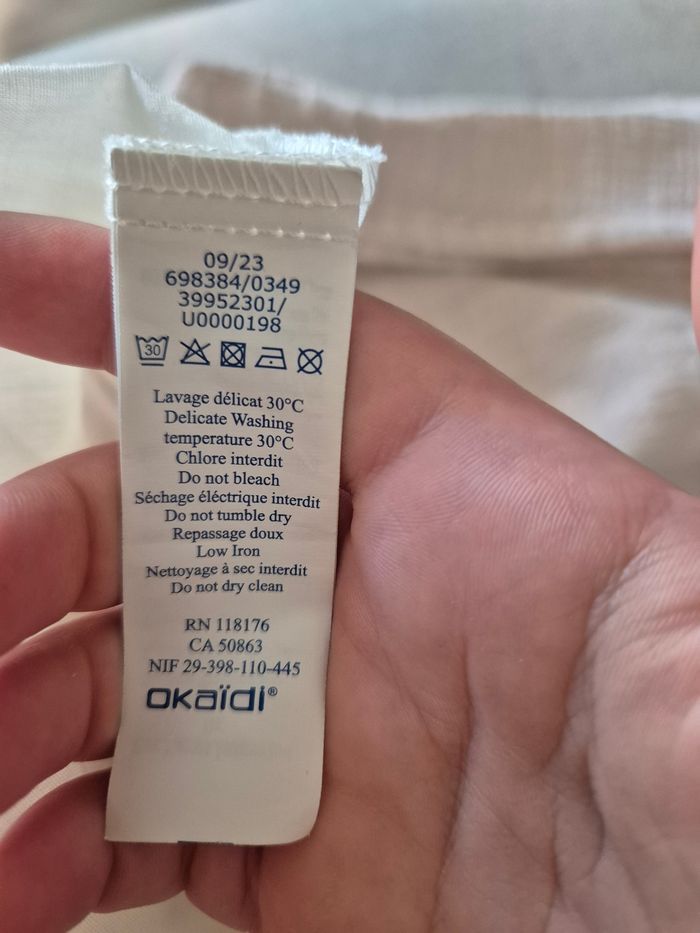 09/23
698384/0349
39952301/
U0000198
30
Lavage délicat 30°C
Delicate Washing
temperature 30°C
Chlore interdit
Do not bleach
Séchage éléctrique interdit
Do not tumble dry
Repassage doux
Low Iron
Nettoyage à sec interdit
Do not dry clean
RN 118176
CA 50863
NIF 29-398-110-445
okaïdi®